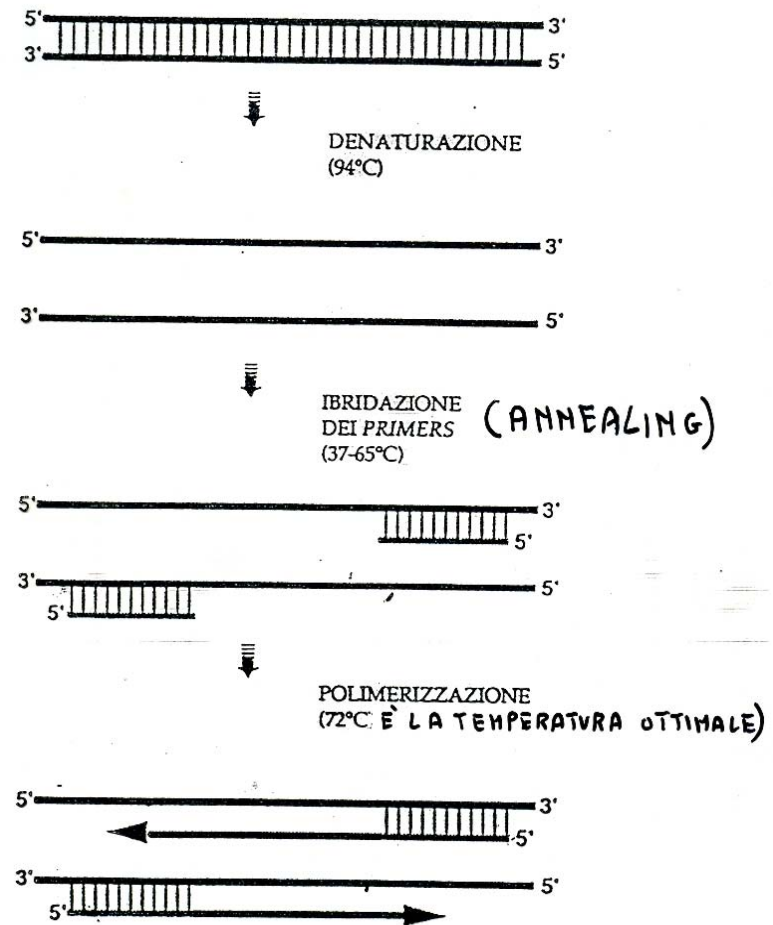 5' 3'
3' 5'
DENATURAZIONE
(94°C)
5' 3'
3' 5'
IBRIDAZIONE (ANNEALING)
DEI PRIMERS
(37-65°C)
5' 3'
5'
3' 5'
5'
POLIMERIZZAZIONE
(72°C È LA TEMPERATURA OTTIMALE)
5' 3'
5'
3' 5'
5'